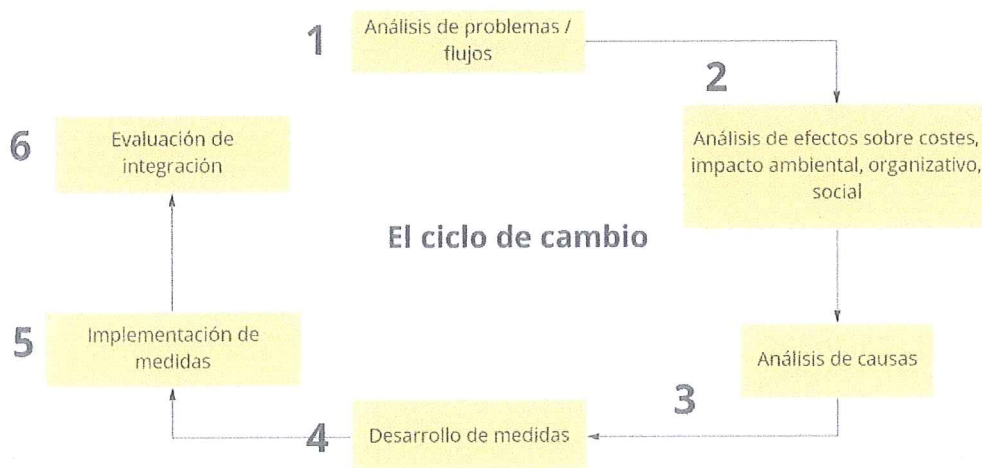 1
Análisis de problemas /
flujos
2
Análisis de efectos sobre costes,
impacto ambiental, organizativo,
social
6
Evaluación de
integración
El ciclo de cambio
5
Implementación de
medidas
Análisis de causas
3
4
Desarrollo de medidas